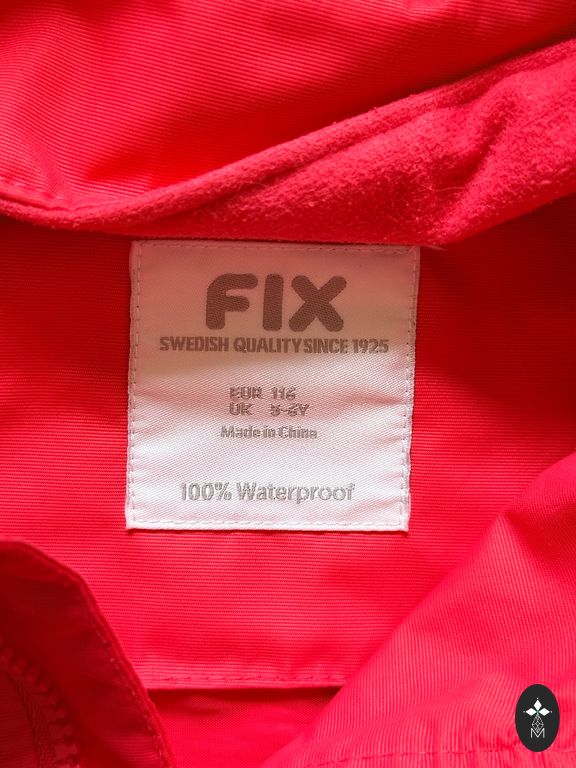 FIX
SWEDISH QUALITY SINCE 1925
EUR 116
UK 5-6Y
Made in China
100% Waterproof
M